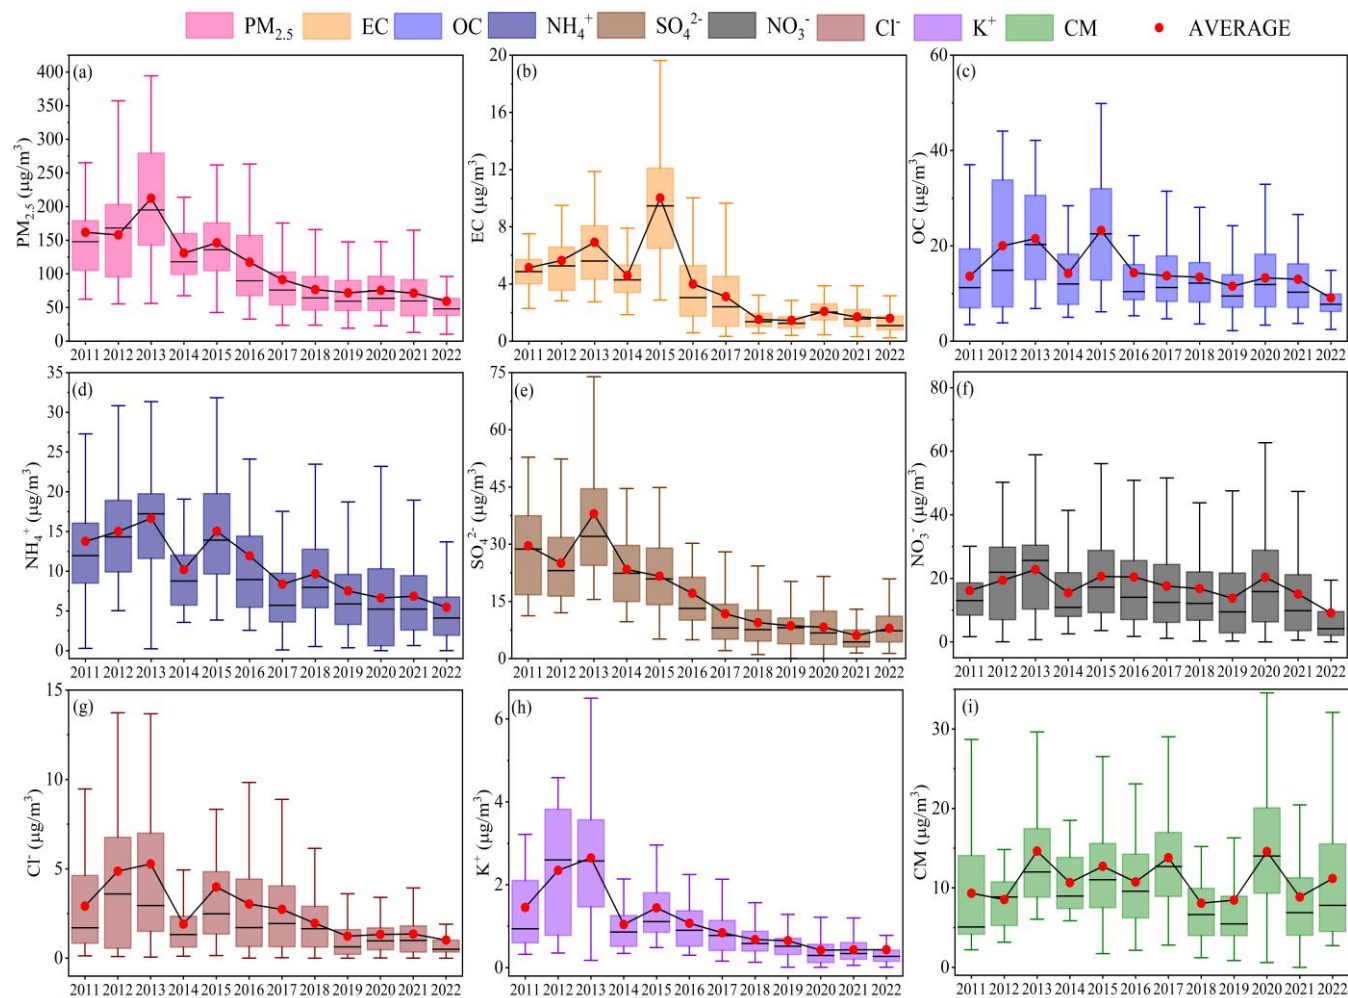 PM2.5 EC OC NH4+ SO42- NO3- Cl- K+ CM AVERAGE
(a)
PM2.5 (μg/m3)
400
350
300
250
200
150
100
50
0
2011 2012 2013 2014 2015 2016 2017 2018 2019 2020 2021 2022
(b)
EC (μg/m3)
20
16
12
8
4
0
2011 2012 2013 2014 2015 2016 2017 2018 2019 2020 2021 2022
(c)
OC (μg/m3)
60
40
20
0
2011 2012 2013 2014 2015 2016 2017 2018 2019 2020 2021 2022
(d)
NH4+ (μg/m3)
35
30
25
20
15
10
5
0
2011 2012 2013 2014 2015 2016 2017 2018 2019 2020 2021 2022
(e)
SO42- (μg/m3)
75
60
45
30
15
0
2011 2012 2013 2014 2015 2016 2017 2018 2019 2020 2021 2022
(f)
NO3- (μg/m3)
80
60
40
20
0
2011 2012 2013 2014 2015 2016 2017 2018 2019 2020 2021 2022
(g)
Cl- (μg/m3)
15
10
5
0
2011 2012 2013 2014 2015 2016 2017 2018 2019 2020 2021 2022
(h)
K+ (μg/m3)
6
4
2
0
2011 2012 2013 2014 2015 2016 2017 2018 2019 2020 2021 2022
(i)
CM (μg/m3)
30
20
10
0
2011 2012 2013 2014 2015 2016 2017 2018 2019 2020 2021 2022